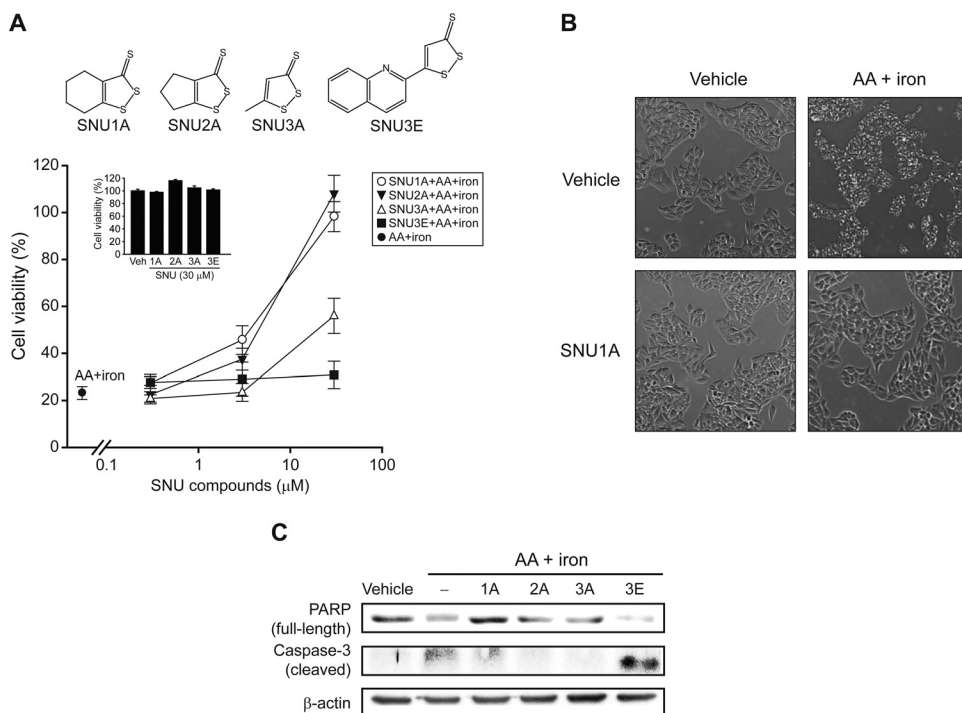 A
S
S
S
SNU1A
S
S
S
SNU2A
S
S
S
SNU3A
S
S
S
N
SNU3E
Cell viability (%)
120
100
80
60
40
20
0
0.1
1
10
100
SNU compounds (μM)
AA+iron
Cell viability (%)
120
100
80
60
40
20
0
Veh 1A 2A 3A 3E
SNU (30 μM)
SNU1A+AA+iron
SNU2A+AA+iron
SNU3A+AA+iron
SNU3E+AA+iron
AA+iron
B
Vehicle
AA + iron
Vehicle
SNU1A
C
AA + iron
Vehicle – 1A 2A 3A 3E
PARP
(full-length)
Caspase-3
(cleaved)
β-actin